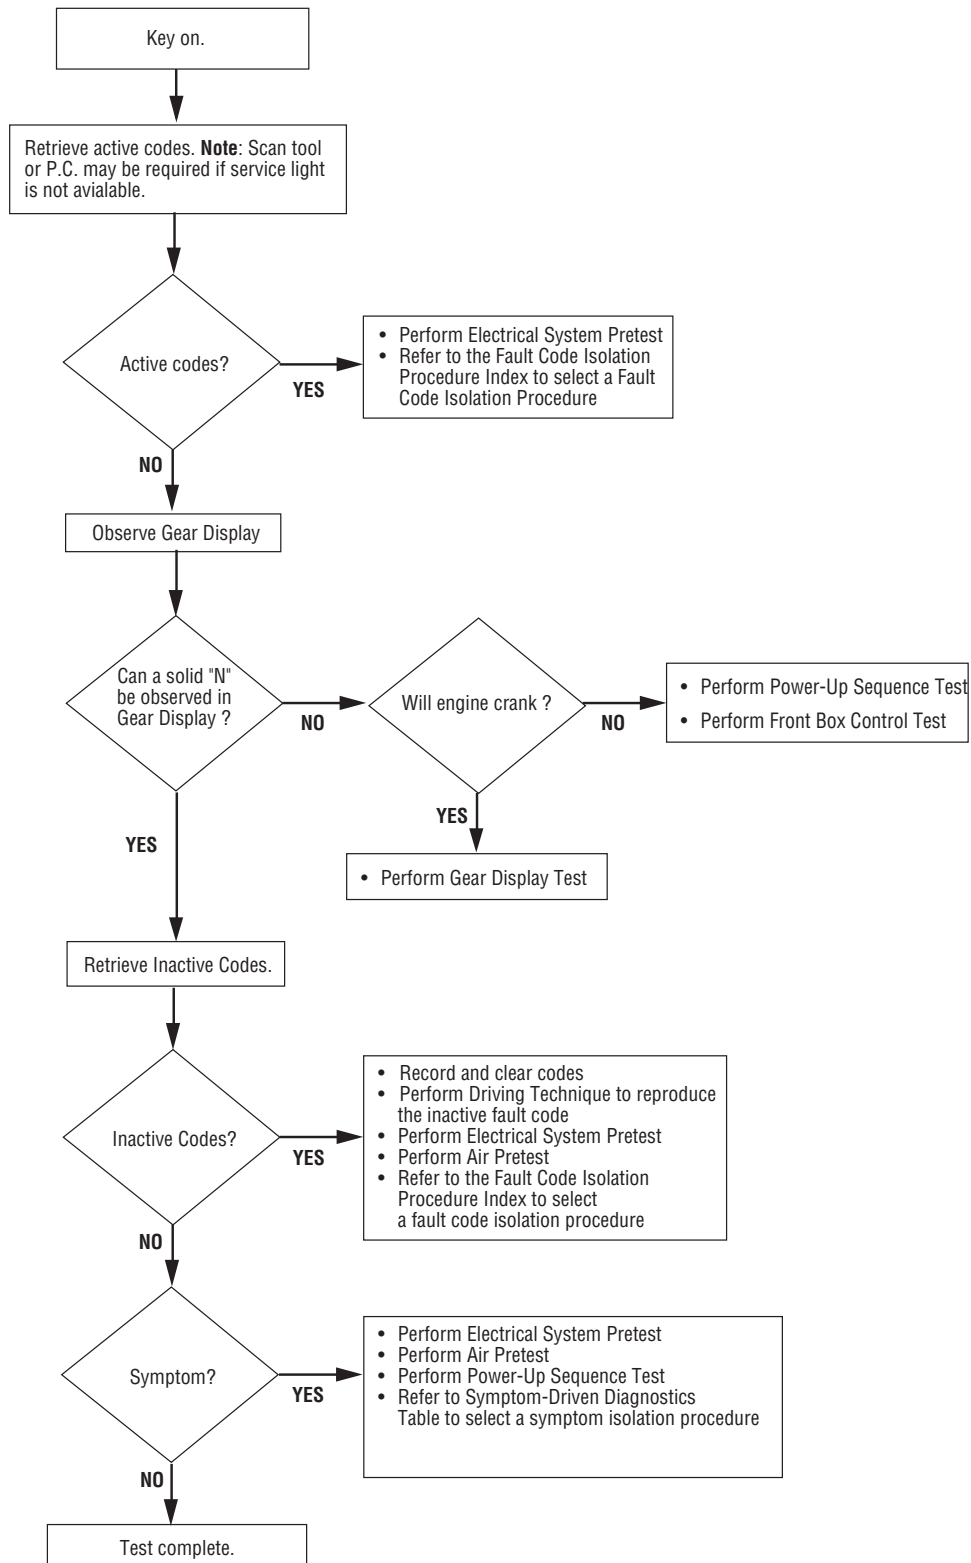 Key on.
Retrieve active codes. Note: Scan tool
or P.C. may be required if service light
is not avialable.
Active codes?
YES
• Perform Electrical System Pretest
• Refer to the Fault Code Isolation
Procedure Index to select a Fault
Code Isolation Procedure
NO
Observe Gear Display
Can a solid "N"
be observed in
Gear Display ?
NO
Will engine crank ?
NO
• Perform Power-Up Sequence Test
• Perform Front Box Control Test
YES
• Perform Gear Display Test
YES
Retrieve Inactive Codes.
Inactive Codes?
YES
• Record and clear codes
• Perform Driving Technique to reproduce
the inactive fault code
• Perform Electrical System Pretest
• Perform Air Pretest
• Refer to the Fault Code Isolation
Procedure Index to select
a fault code isolation procedure
NO
Symptom?
YES
• Perform Electrical System Pretest
• Perform Air Pretest
• Perform Power-Up Sequence Test
• Refer to Symptom-Driven Diagnostics
Table to select a symptom isolation procedure
NO
Test complete.